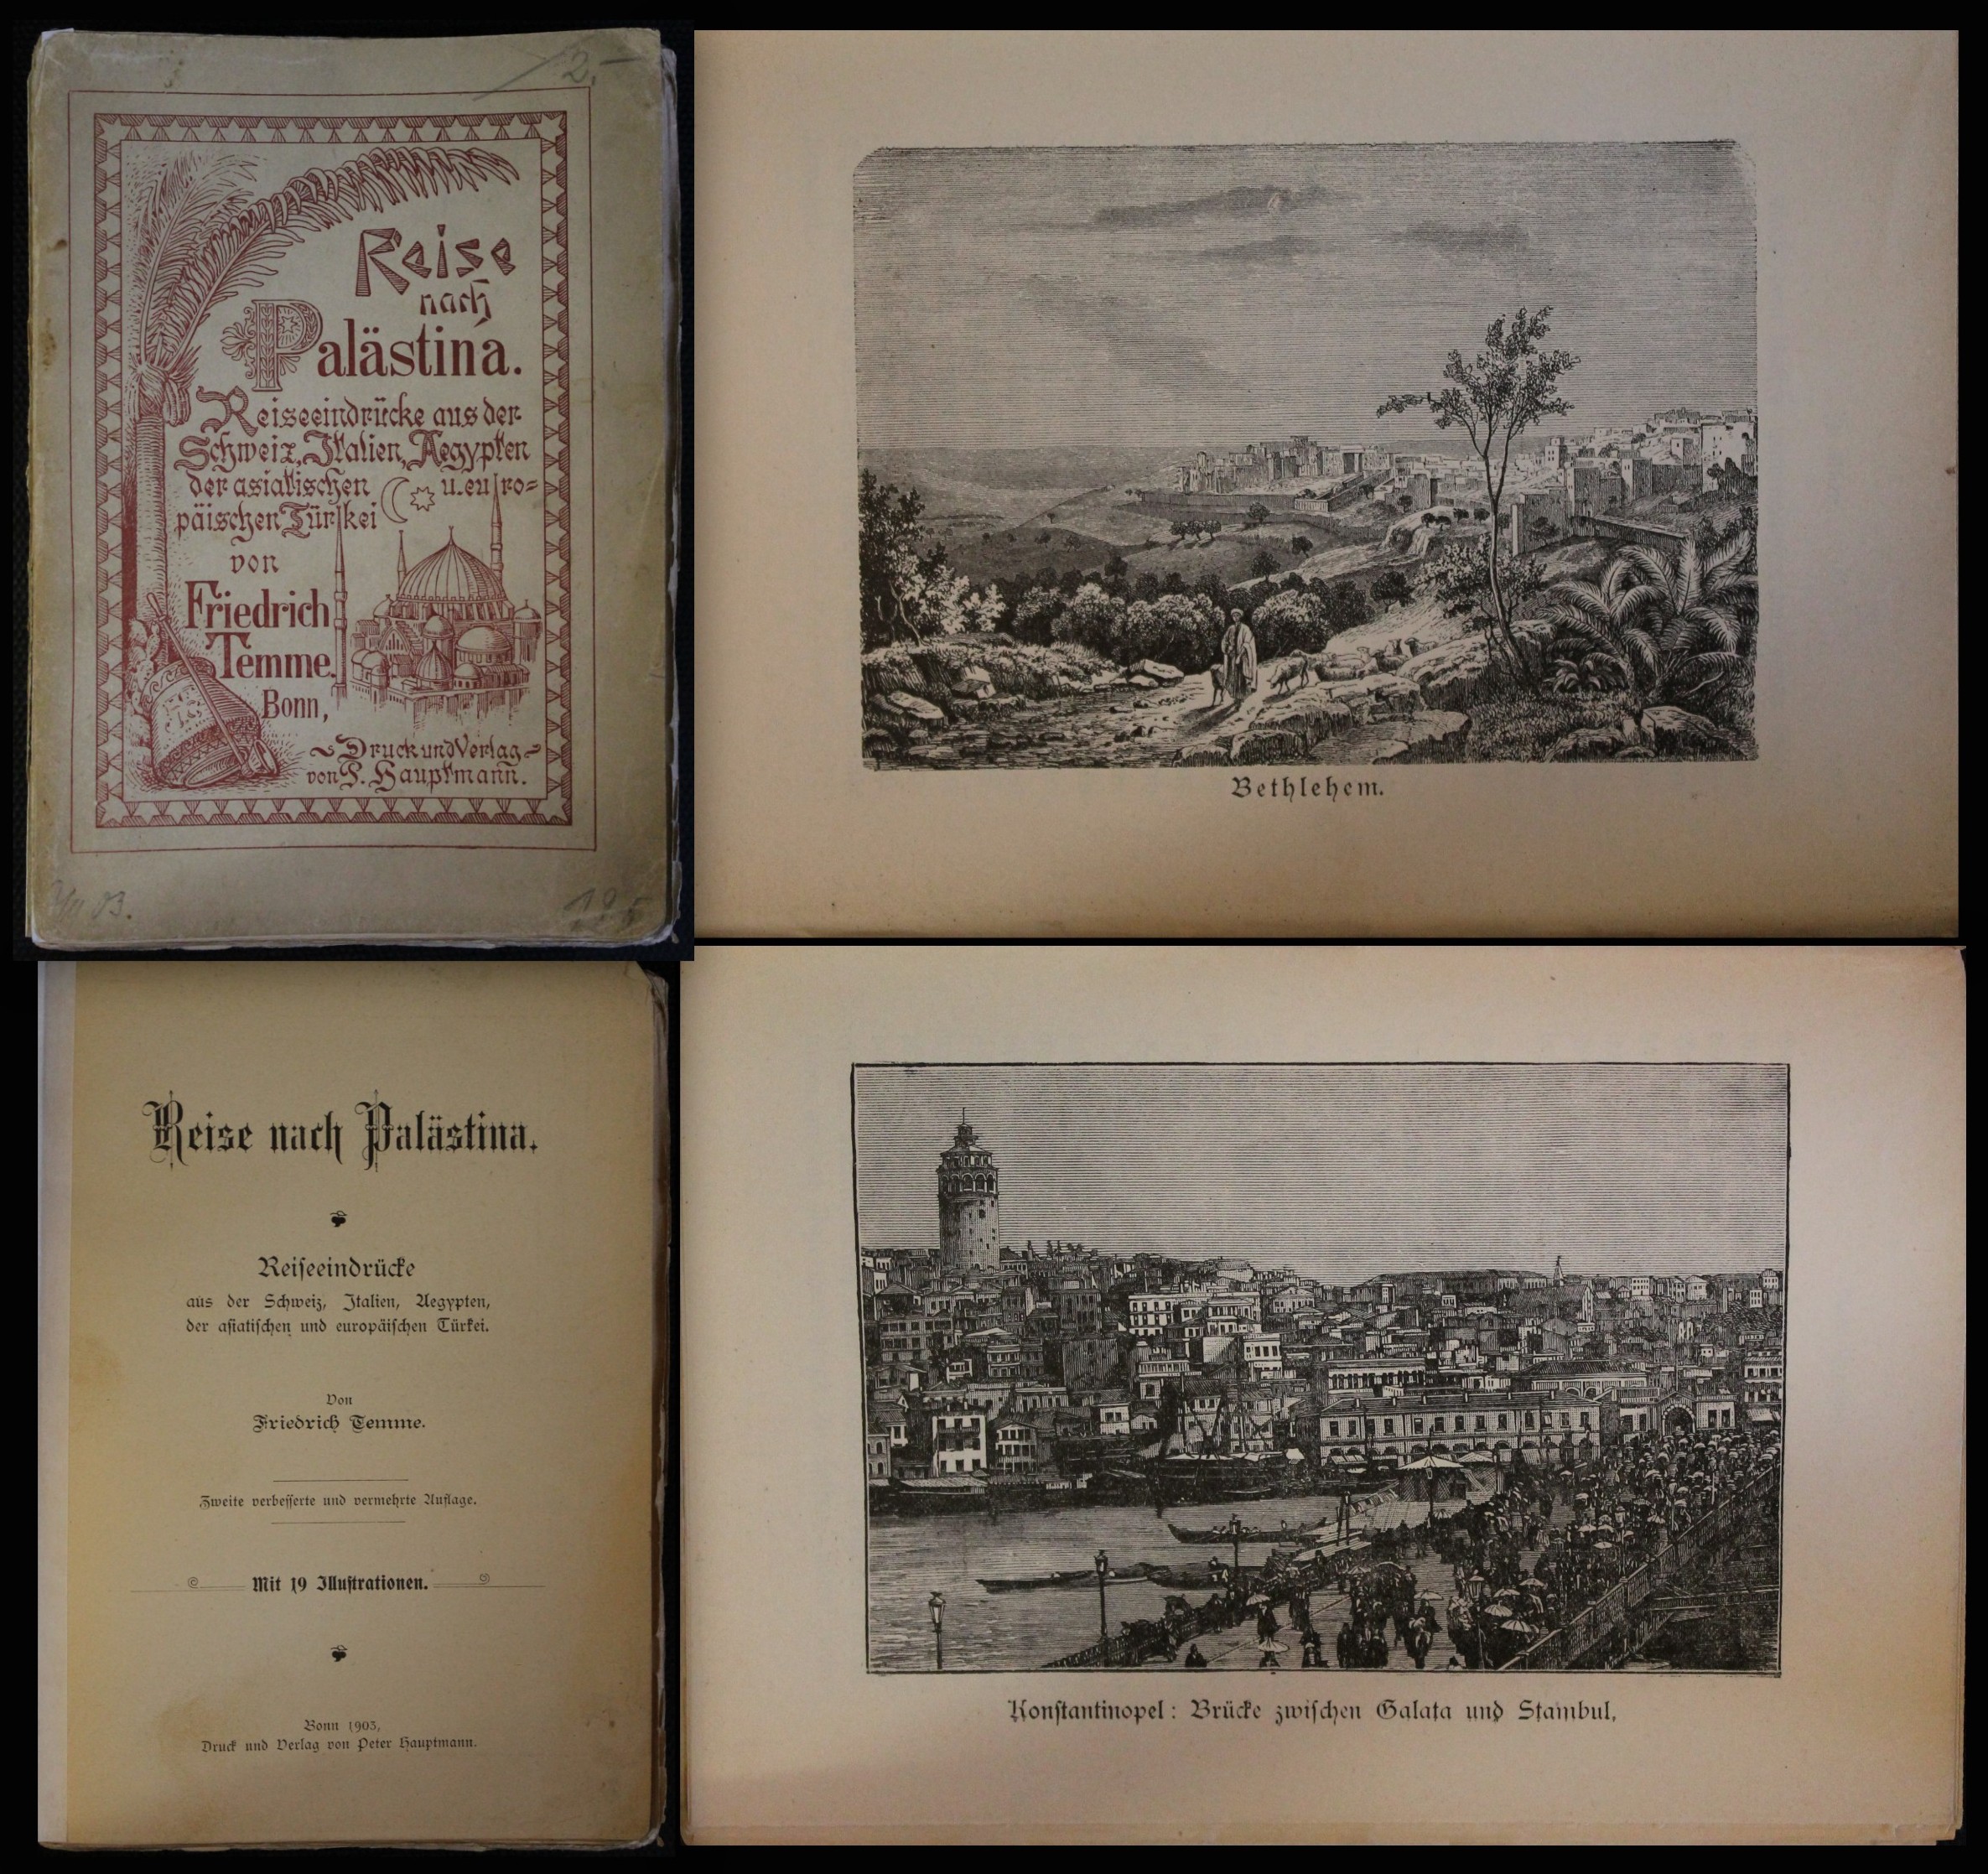 2,-
Reise
nach
Palästina.
Reiseeindrücke aus der
Schweiz, Italien, Aegypten
der asiatischen u. euro=
päischen Türkei
von
Friedrich
Temme.
Bonn,
Druck und Verlag
von P. Hauptmann.
03.
Bethlehem.
Reise nach Palästina.
Reiseeindrücke
aus der Schweiz, Italien, Aegypten,
der asiatischen und europäischen Türkei.
Von
Friedrich Temme.
Zweite verbesserte und vermehrte Auflage.
Mit 19 Illustrationen.
Bonn 1903,
Druck und Verlag von Peter Hauptmann.
Konstantinopel: Brücke zwischen Galata und Stambul,